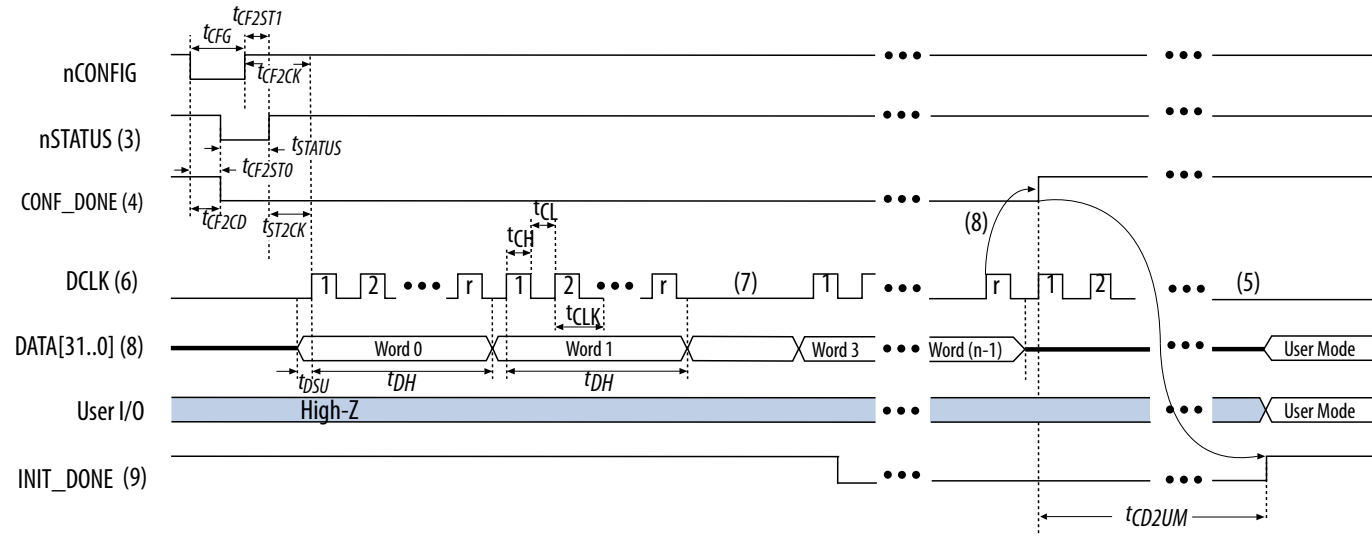 tCF2ST1
tCFG
nCONFIG
tCF2CK
nSTATUS (3)
tSTATUS
tCF2ST0
CONF_DONE (4)
tCF2CD
tST2CK
tCL
tCH
(8)
DCLK (6)
1 2 r 1 2 r (7) 1 r 1 2 (5)
tCLK
DATA[31..0] (8)
Word 0 Word 1 Word 3 Word (n-1) User Mode
tDSU tDH tDH
User I/O
High-Z User Mode
INIT_DONE (9)
tCD2UM